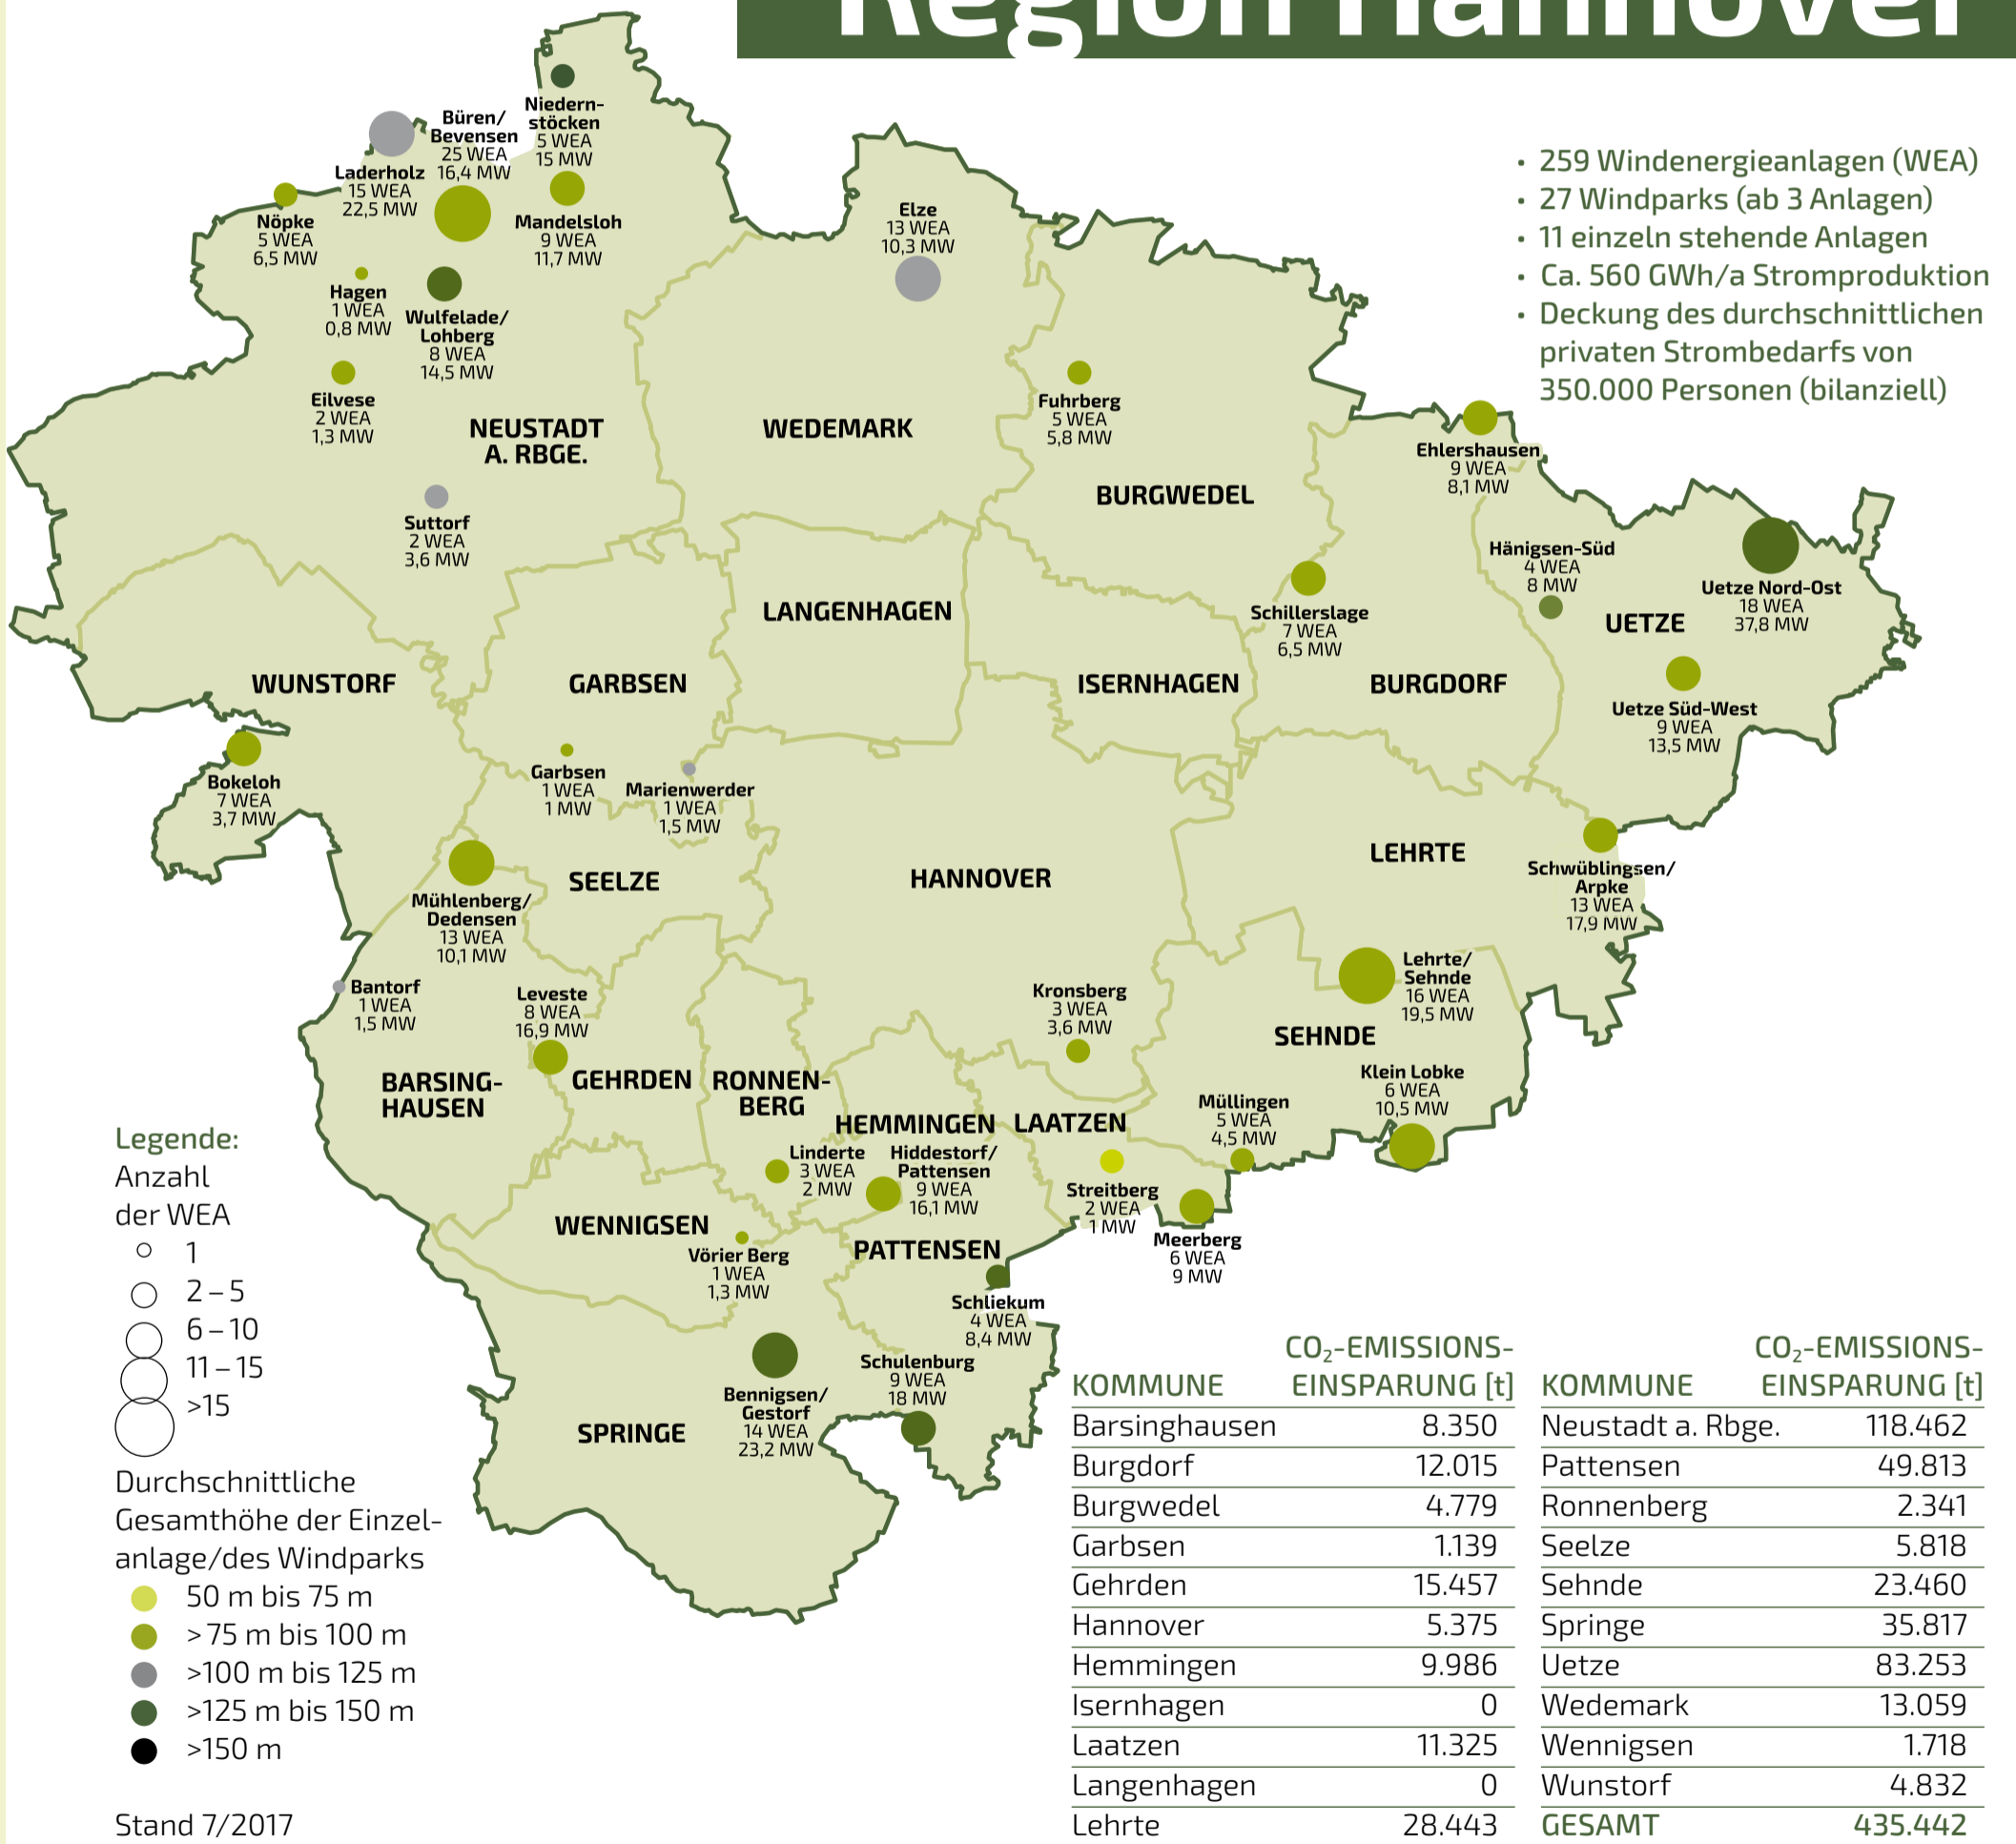 Region Hannover
• 259 Windenergieanlagen (WEA)
• 27 Windparks (ab 3 Anlagen)
• 11 einzeln stehende Anlagen
• Ca. 560 GWh/a Stromproduktion
• Deckung des durchschnittlichen
privaten Strombedarfs von
350.000 Personen (bilanziell)
Niedern-
stöcken
5 WEA
15 MW
Büren/
Bevensen
25 WEA
16,4 MW
Laderholz
15 WEA
22,5 MW
Nöpke
5 WEA
6,5 MW
Mandelsloh
9 WEA
11,7 MW
Elze
13 WEA
10,3 MW
Hagen
1 WEA
0,8 MW
Wulfelade/
Lohberg
8 WEA
14,5 MW
Eilvese
2 WEA
1,3 MW
NEUSTADT
A. RBGE.
WEDEMARK
Fuhrberg
5 WEA
5,8 MW
BURGWEDEL
Ehlershausen
9 WEA
8,1 MW
Suttorf
2 WEA
3,6 MW
Hänigsen-Süd
4 WEA
8 MW
Uetze Nord-Ost
18 WEA
37,8 MW
UETZE
LANGENHAGEN
Schillerslage
7 WEA
6,5 MW
WUNSTORF
GARBSEN
ISERNHAGEN
BURGDORF
Uetze Süd-West
9 WEA
13,5 MW
Bokeloh
7 WEA
3,7 MW
Garbsen
1 WEA
1 MW
Marienwerder
1 WEA
1,5 MW
SEELZE
HANNOVER
LEHRTE
Schwüblingsen/
Arpke
13 WEA
17,9 MW
Mühlenberg/
Dedensen
13 WEA
10,1 MW
Lehrte/
Sehnde
16 WEA
19,5 MW
Bantorf
1 WEA
1,5 MW
Leveste
8 WEA
16,9 MW
Kronsberg
3 WEA
3,6 MW
SEHNDE
BARSING-
HAUSEN
GEHRDEN
RONNEN-
BERG
HEMMINGEN
LAATZEN
Müllingen
5 WEA
4,5 MW
Klein Lobke
6 WEA
10,5 MW
Linderte
3 WEA
2 MW
Hiddestorf/
Pattensen
9 WEA
16,1 MW
Streitberg
2 WEA
1 MW
Meerberg
6 WEA
9 MW
WENNIGSEN
Vörier Berg
1 WEA
1,3 MW
PATTENSEN
Schliekum
4 WEA
8,4 MW
Schulenburg
9 WEA
18 MW
Bennigsen/
Gestorf
14 WEA
23,2 MW
SPRINGE
Legende:
Anzahl
der WEA
1
2 – 5
6 – 10
11 – 15
>15
Durchschnittliche
Gesamthöhe der Einzel-
anlage/des Windparks
50 m bis 75 m
> 75 m bis 100 m
>100 m bis 125 m
>125 m bis 150 m
>150 m
Stand 7/2017
CO₂-EMISSIONS-
KOMMUNE EINSPARUNG [t]
Barsinghausen 8.350
Burgdorf 12.015
Burgwedel 4.779
Garbsen 1.139
Gehrden 15.457
Hannover 5.375
Hemmingen 9.986
Isernhagen 0
Laatzen 11.325
Langenhagen 0
Lehrte 28.443
CO₂-EMISSIONS-
KOMMUNE EINSPARUNG [t]
Neustadt a. Rbge. 118.462
Pattensen 49.813
Ronnenberg 2.341
Seelze 5.818
Sehnde 23.460
Springe 35.817
Uetze 83.253
Wedemark 13.059
Wennigsen 1.718
Wunstorf 4.832
GESAMT 435.442